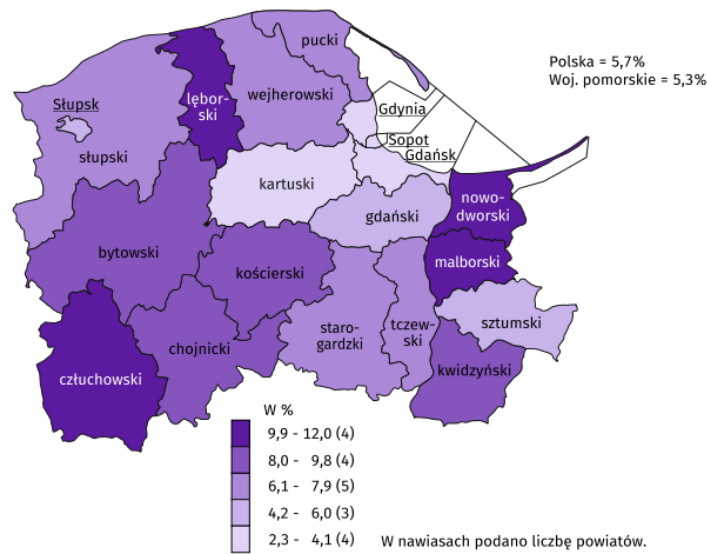 pucki
Polska = 5,7%
Woj. pomorskie = 5,3%
Słupsk
lębor-
ski
wejherowski
Gdynia
słupski
Sopot
Gdańsk
kartuski
nowo-
dworski
gdański
bytowski
kościerski
malborski
staro-
gardzki
tczew-
ski
sztumski
chojnicki
człuchowski
kwidzyński
W %
9,9 - 12,0 (4)
8,0 - 9,8 (4)
6,1 - 7,9 (5)
4,2 - 6,0 (3)
2,3 - 4,1 (4)
W nawiasach podano liczbę powiatów.